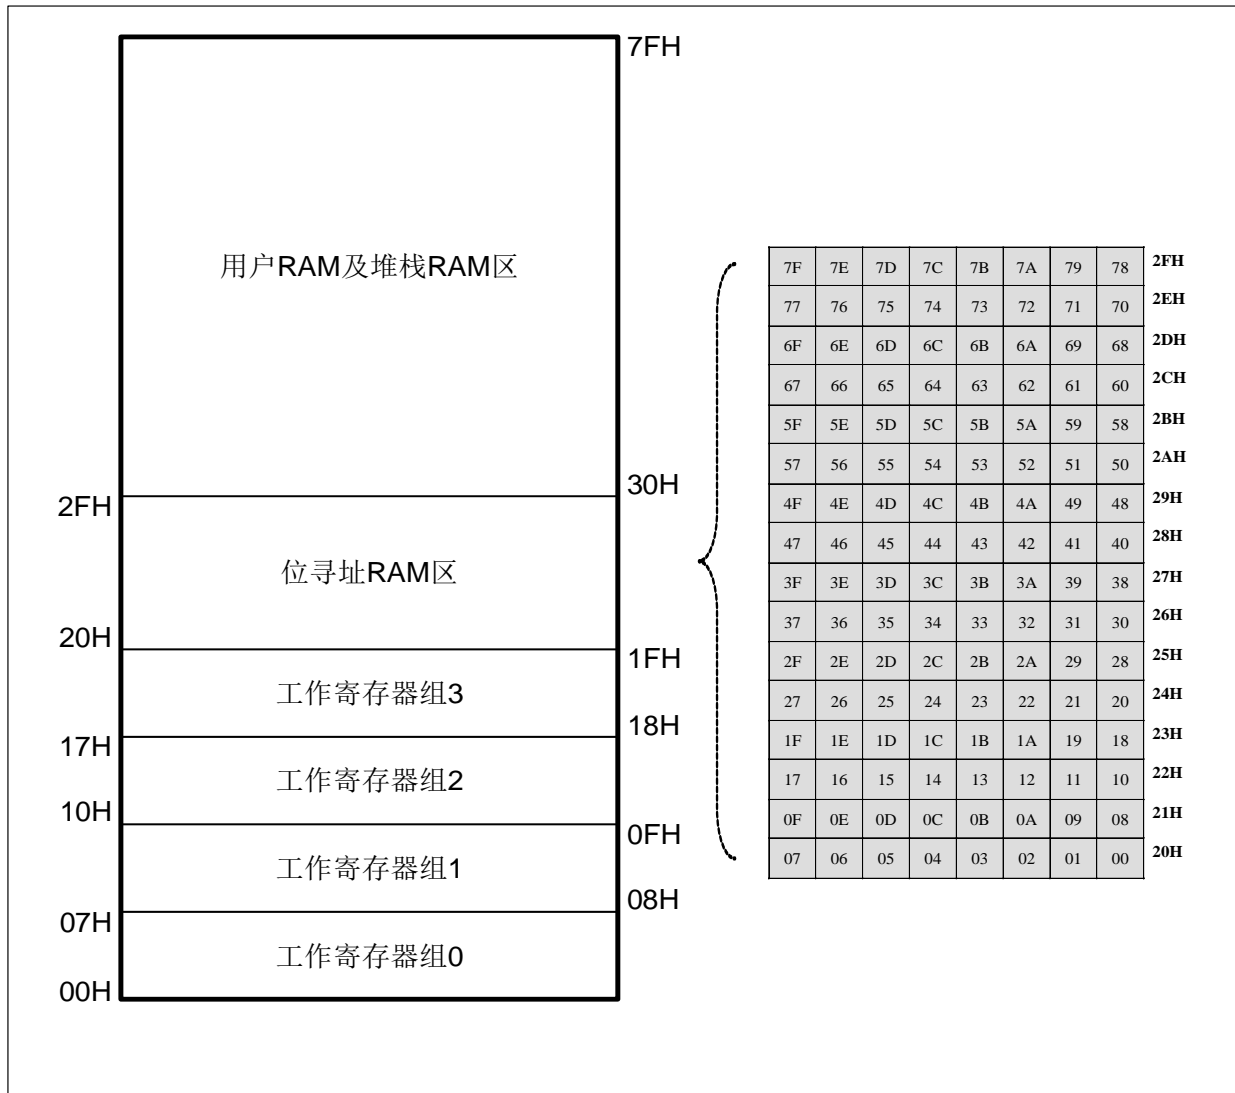 7FH
用户RAM及堆栈RAM区
30H
2FH
位寻址RAM区
20H
1FH
工作寄存器组3
18H
17H
工作寄存器组2
10H
0FH
工作寄存器组1
08H
07H
工作寄存器组0
00H
7F 7E 7D 7C 7B 7A 79 78 2FH
77 76 75 74 73 72 71 70 2EH
6F 6E 6D 6C 6B 6A 69 68 2DH
67 66 65 64 63 62 61 60 2CH
5F 5E 5D 5C 5B 5A 59 58 2BH
57 56 55 54 53 52 51 50 2AH
4F 4E 4D 4C 4B 4A 49 48 29H
47 46 45 44 43 42 41 40 28H
3F 3E 3D 3C 3B 3A 39 38 27H
37 36 35 34 33 32 31 30 26H
2F 2E 2D 2C 2B 2A 29 28 25H
27 26 25 24 23 22 21 20 24H
1F 1E 1D 1C 1B 1A 19 18 23H
17 16 15 14 13 12 11 10 22H
0F 0E 0D 0C 0B 0A 09 08 21H
07 06 05 04 03 02 01 00 20H